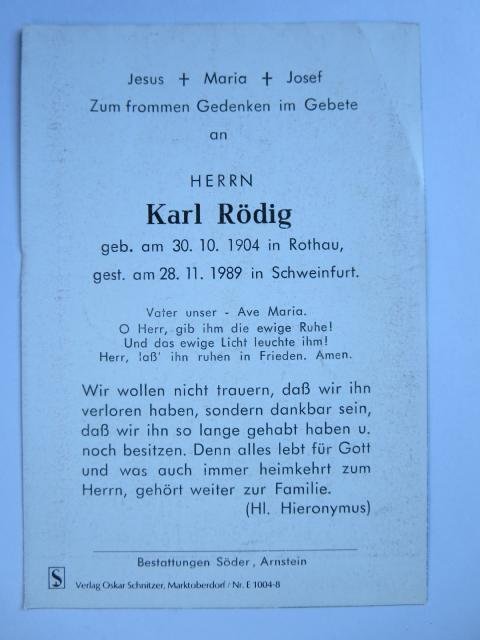 Jesus ✝ Maria ✝ Josef
Zum frommen Gedenken im Gebete
an
HERRN
Karl Rödig
geb. am 30. 10. 1904 in Rothau,
gest. am 28. 11. 1989 in Schweinfurt.
Vater unser - Ave Maria.
O Herr, gib ihm die ewige Ruhe!
Und das ewige Licht leuchte ihm!
Herr, laß' ihn ruhen in Frieden. Amen.
Wir wollen nicht trauern, daß wir ihn
verloren haben, sondern dankbar sein,
daß wir ihn so lange gehabt haben u.
noch besitzen. Denn alles lebt für Gott
und was auch immer heimkehrt zum
Herrn, gehört weiter zur Familie.
(Hl. Hieronymus)
Bestattungen Söder, Arnstein
S Verlag Oskar Schnitzer, Marktoberdorf / Nr. E 1004-8